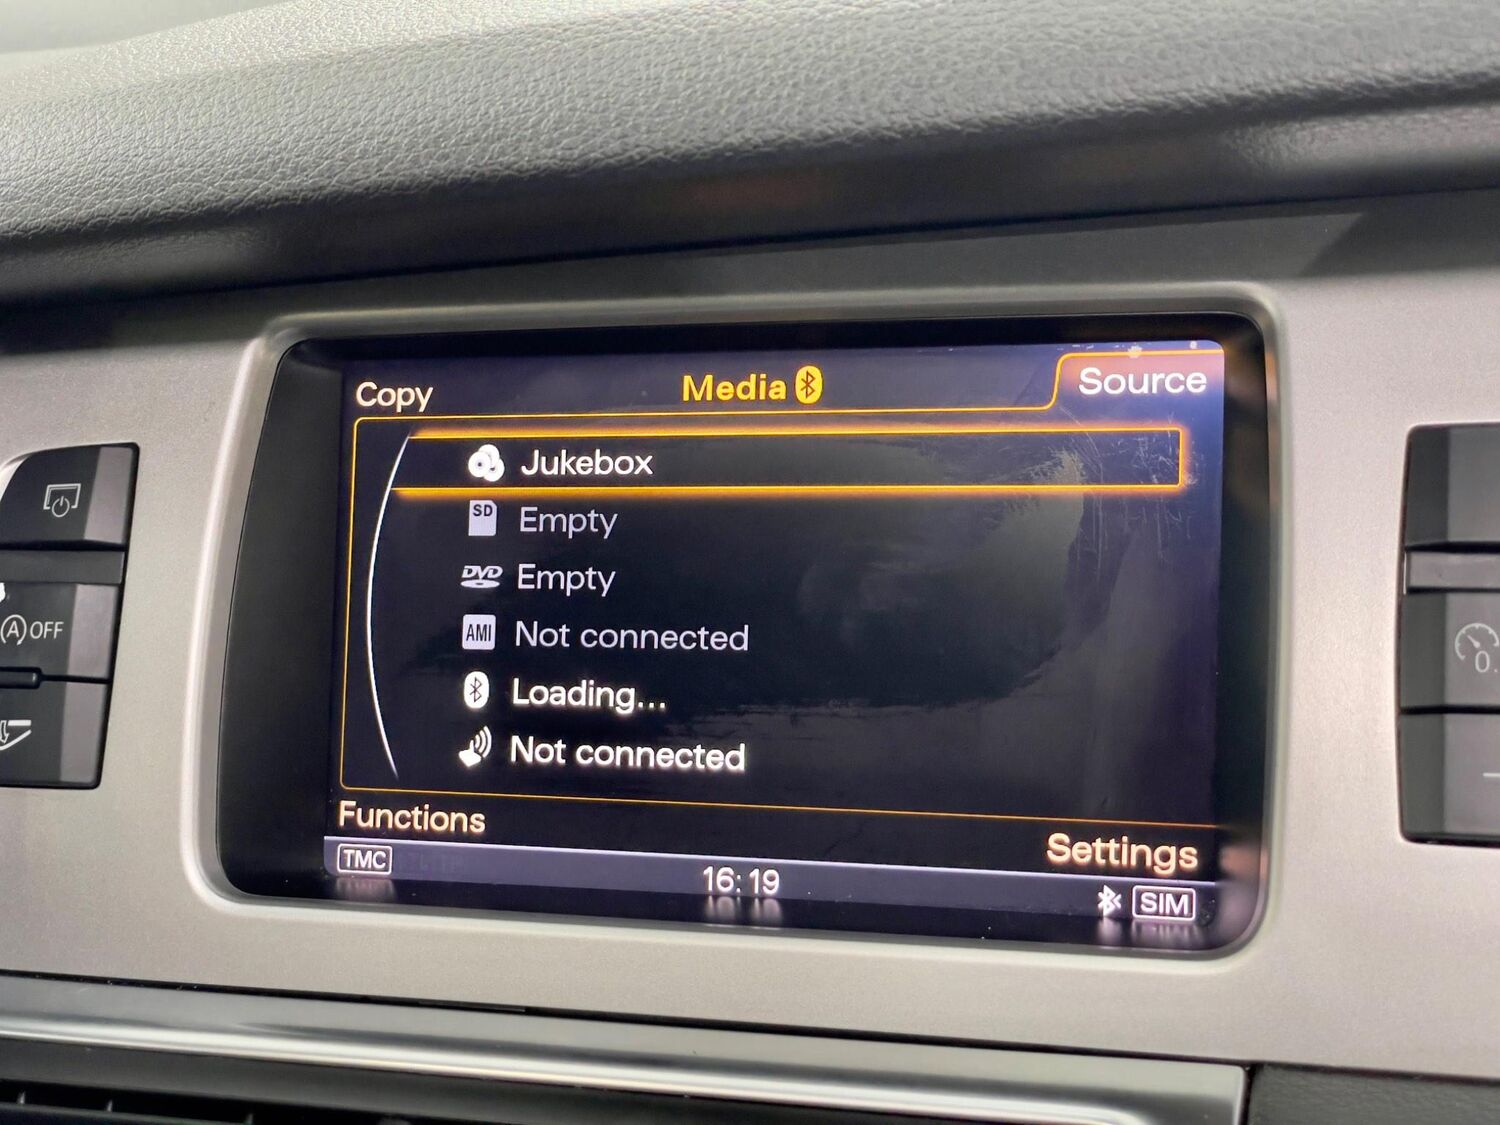 Copy
Media
Source
Jukebox
SD Empty
DVD Empty
AMI Not connected
Loading...
Not connected
Functions
Settings
TMC
16:19
SIM
A OFF
0.